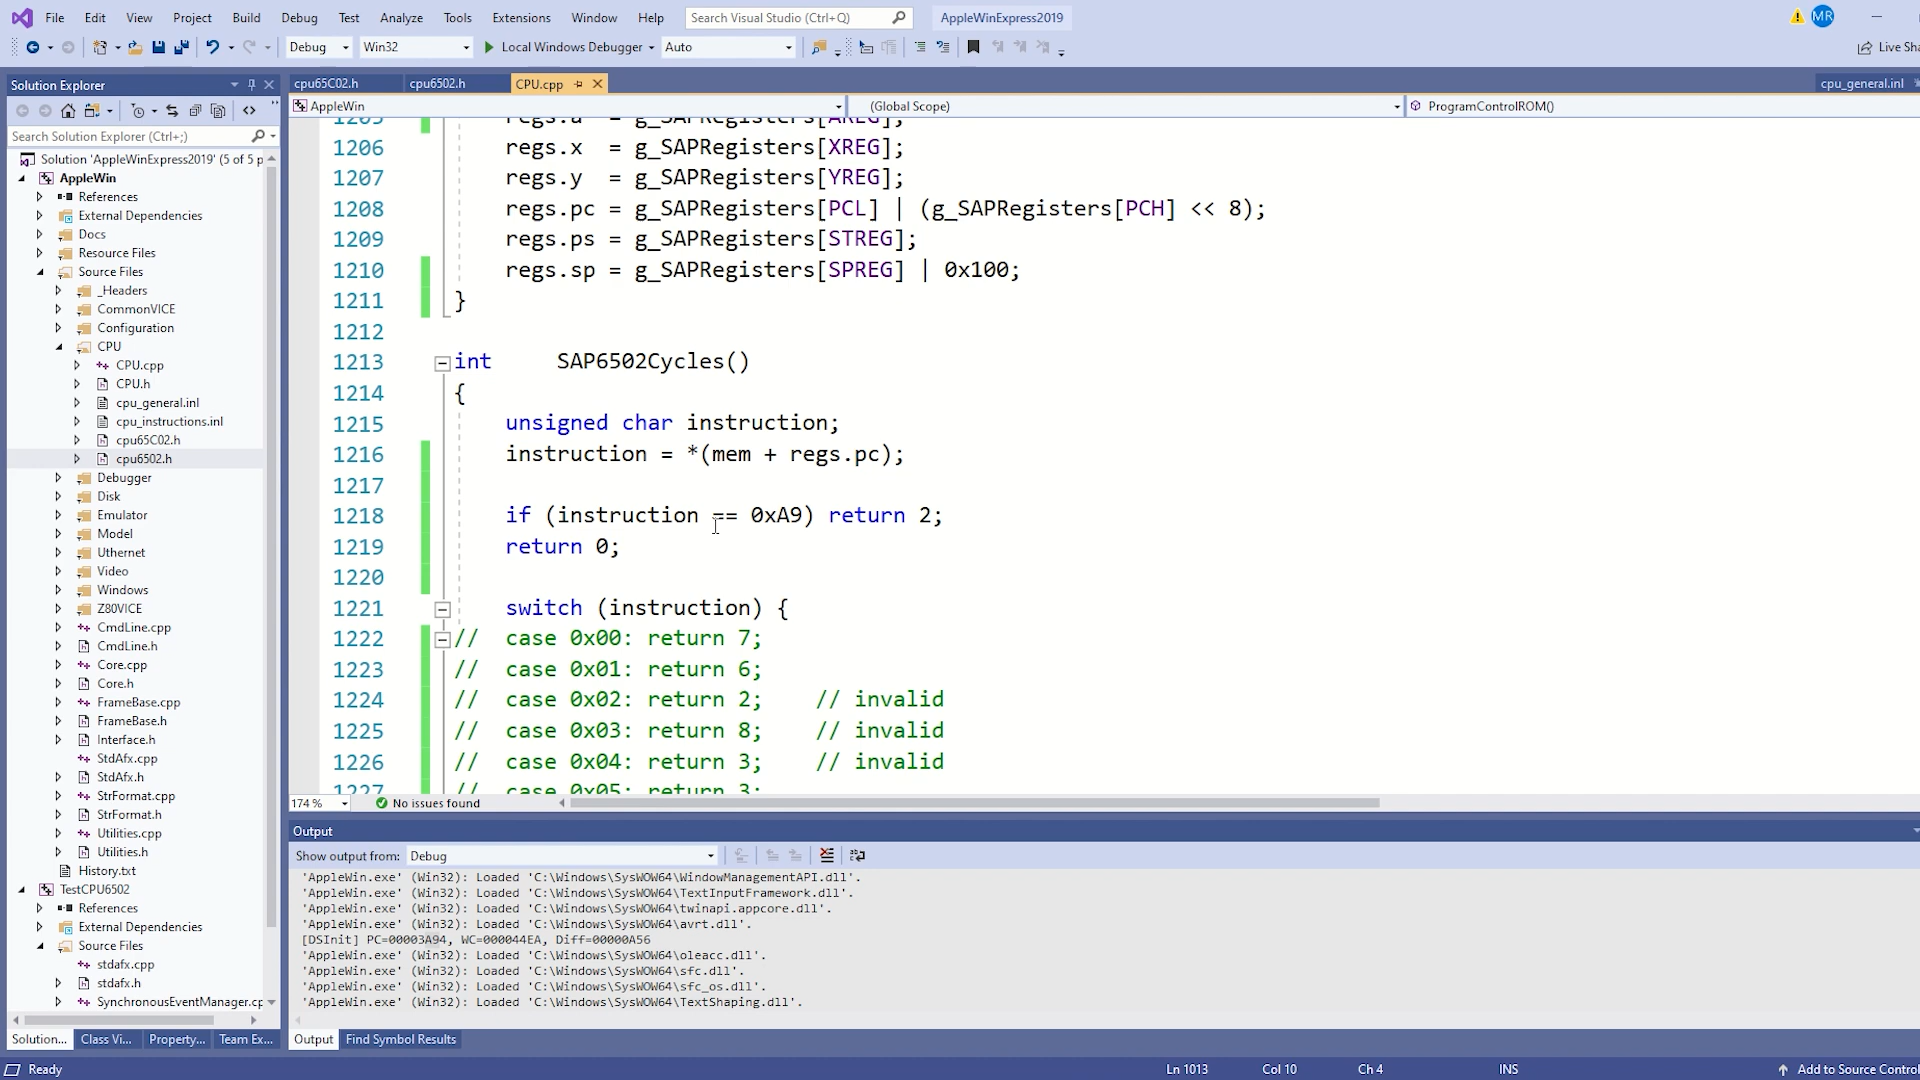 File Edit View Project Build Debug Test Analyze Tools Extensions Window Help Search Visual Studio (Ctrl+Q) AppleWinExpress2019 MR
Debug Win32 Local Windows Debugger Auto Live Sha
Solution Explorer
Search Solution Explorer (Ctrl+;)
Solution 'AppleWinExpress2019' (5 of 5 p
AppleWin
References
External Dependencies
Docs
Resource Files
Source Files
_Headers
CommonVICE
Configuration
CPU
CPU.cpp
CPU.h
cpu_general.inl
cpu_instructions.inl
cpu65C02.h
cpu6502.h
Debugger
Disk
Emulator
Model
Uthernet
Video
Windows
Z80VICE
CmdLine.cpp
CmdLine.h
Core.cpp
Core.h
FrameBase.cpp
FrameBase.h
Interface.h
StdAfx.cpp
StdAfx.h
StrFormat.cpp
StrFormat.h
Utilities.cpp
Utilities.h
History.txt
TestCPU6502
References
External Dependencies
Source Files
stdafx.cpp
stdafx.h
SynchronousEventManager.cp
Solution... Class Vi... Property... Team Ex...
cpu65C02.h cpu6502.h CPU.cpp cpu_general.inl
AppleWin (Global Scope) ProgramControlROM()
1205 regs.a = g_SAPRegisters[AREG];
1206 regs.x = g_SAPRegisters[XREG];
1207 regs.y = g_SAPRegisters[YREG];
1208 regs.pc = g_SAPRegisters[PCL] | (g_SAPRegisters[PCH] << 8);
1209 regs.ps = g_SAPRegisters[STREG];
1210 regs.sp = g_SAPRegisters[SPREG] | 0x100;
1211 }
1212
1213 int SAP6502Cycles()
1214 {
1215 unsigned char instruction;
1216 instruction = *(mem + regs.pc);
1217
1218 if (instruction == 0xA9) return 2;
1219 return 0;
1220
1221 switch (instruction) {
1222 // case 0x00: return 7;
1223 // case 0x01: return 6;
1224 // case 0x02: return 2; // invalid
1225 // case 0x03: return 8; // invalid
1226 // case 0x04: return 3; // invalid
1227 // case 0x05: return 3;
174 % No issues found
Output
Show output from: Debug
'AppleWin.exe' (Win32): Loaded 'C:\Windows\SysWOW64\WindowManagementAPI.dll'.
'AppleWin.exe' (Win32): Loaded 'C:\Windows\SysWOW64\TextInputFramework.dll'.
'AppleWin.exe' (Win32): Loaded 'C:\Windows\SysWOW64\twinapi.appcore.dll'.
'AppleWin.exe' (Win32): Loaded 'C:\Windows\SysWOW64\avrt.dll'.
[DSInit] PC=00003A94, WC=000044EA, Diff=00000A56
'AppleWin.exe' (Win32): Loaded 'C:\Windows\SysWOW64\oleacc.dll'.
'AppleWin.exe' (Win32): Loaded 'C:\Windows\SysWOW64\sfc.dll'.
'AppleWin.exe' (Win32): Loaded 'C:\Windows\SysWOW64\sfc_os.dll'.
'AppleWin.exe' (Win32): Loaded 'C:\Windows\SysWOW64\TextShaping.dll'.
Output Find Symbol Results
Ready Ln 1013 Col 10 Ch 4 INS Add to Source Control